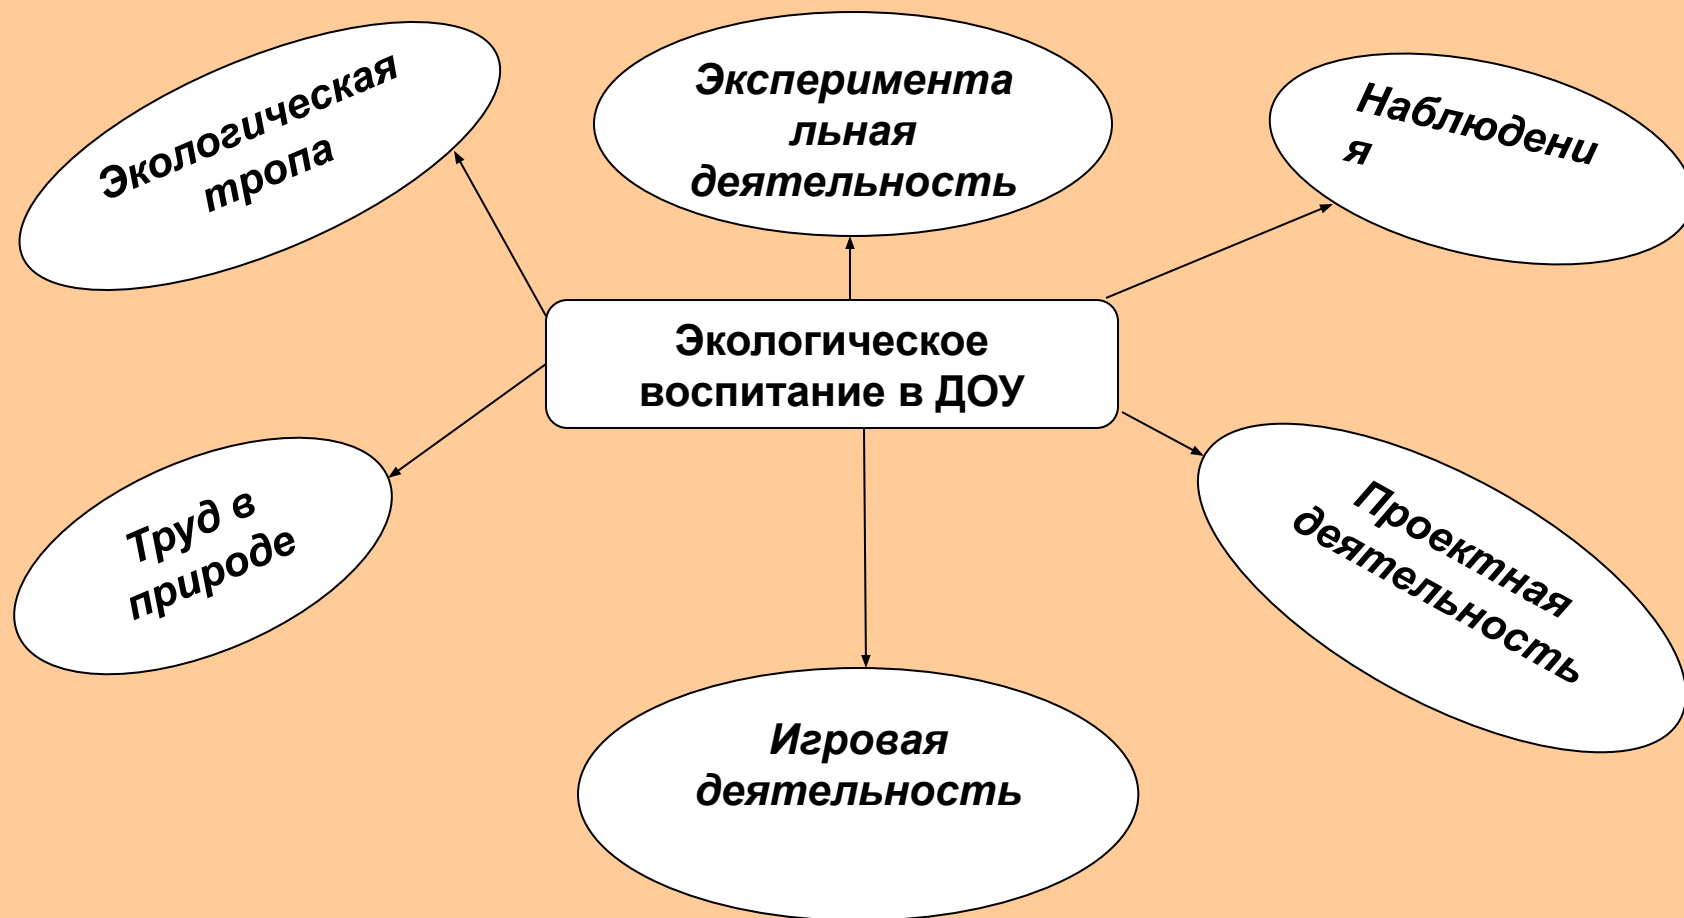 Экологическая
тропа
Эксперимента
льная
деятельность
Наблюдени
я
Экологическое
воспитание в ДОУ
Труд в
природе
Проектная
деятельность
Игровая
деятельность